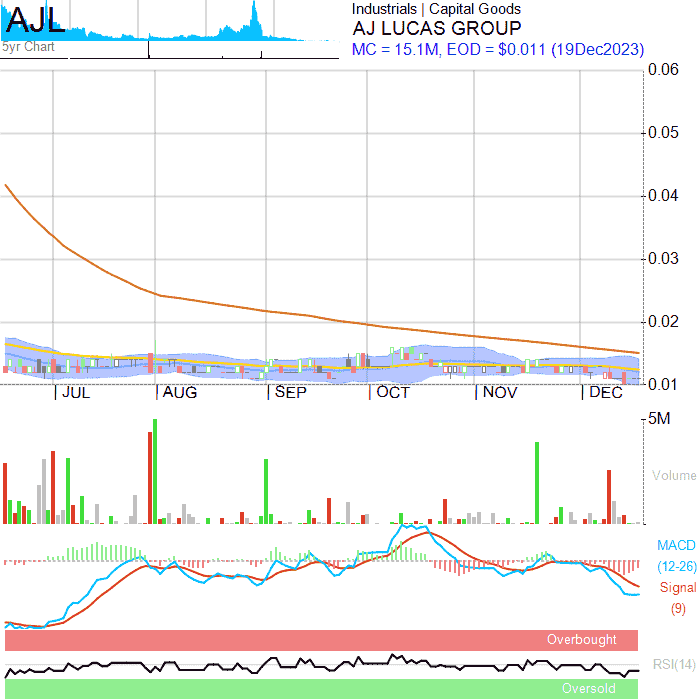 AJL
5yr Chart
Industrials | Capital Goods
AJ LUCAS GROUP
MC = 15.1M, EOD = $0.011 (19Dec2023)
0.06
0.05
0.04
0.03
0.02
0.01
JUL
AUG
SEP
OCT
NOV
DEC
5M
Volume
MACD
(12-26)
Signal
(9)
Overbought
RSI(14)
Oversold